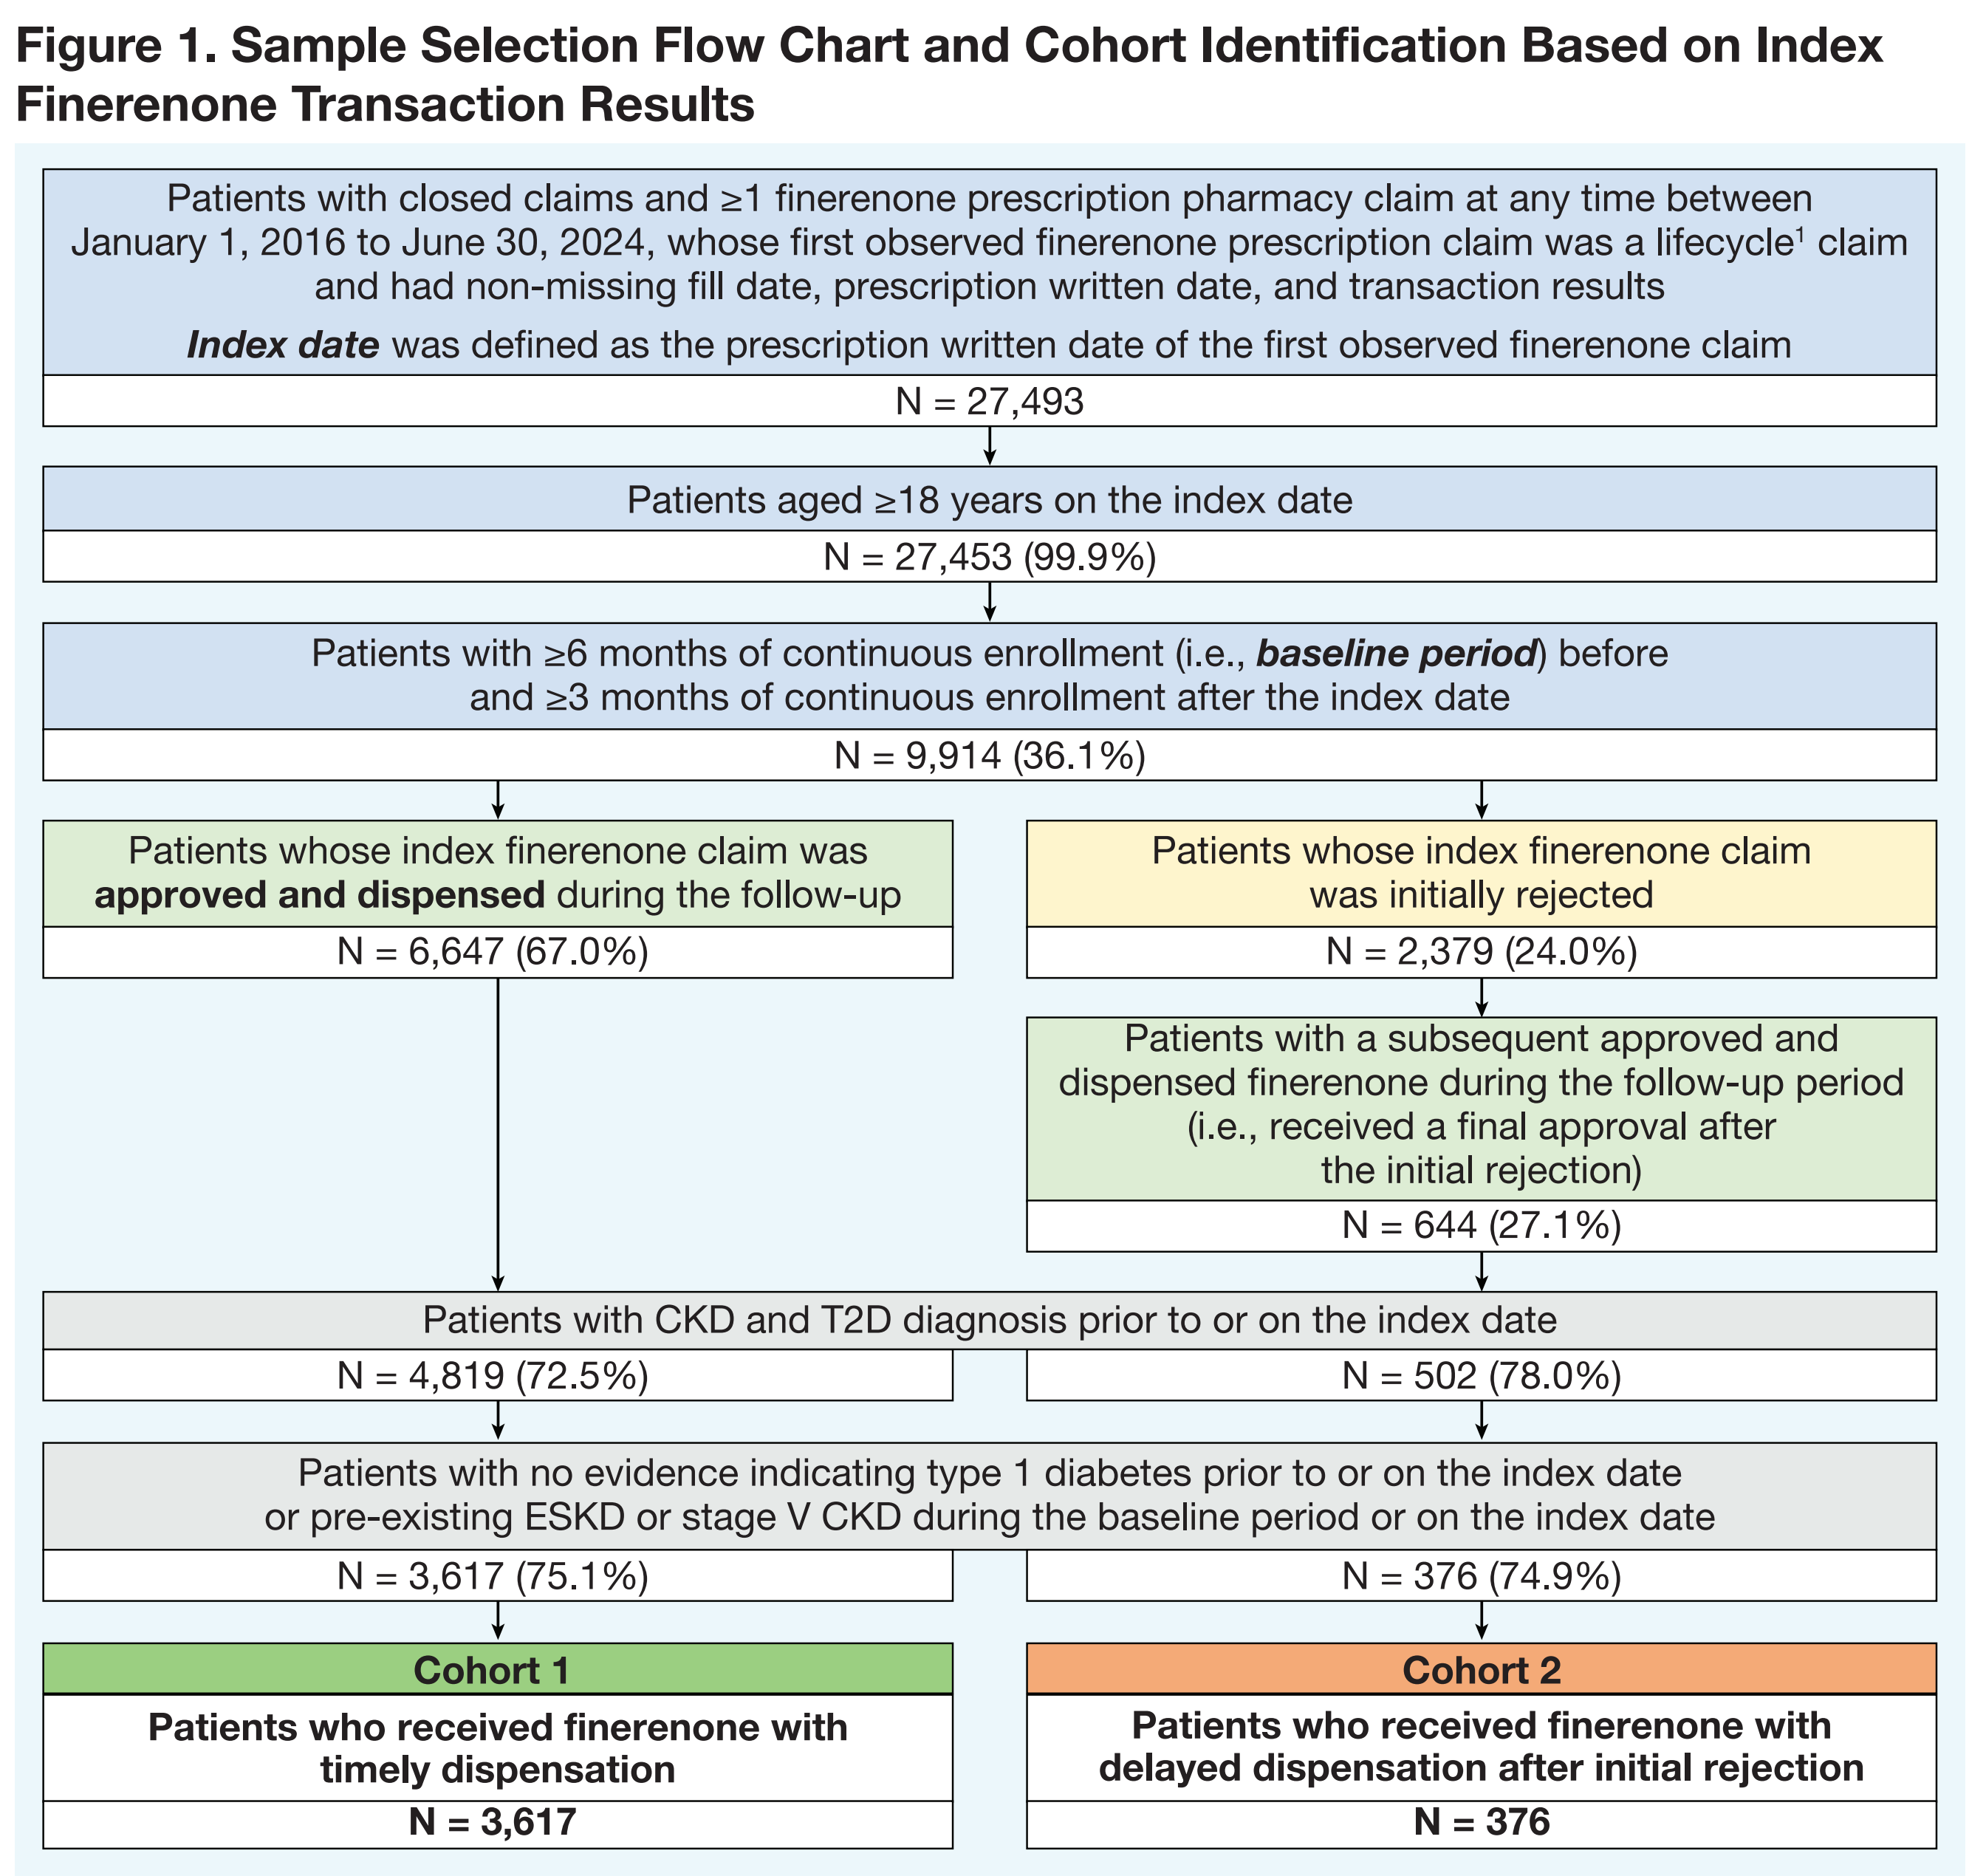 Figure 1. Sample Selection Flow Chart and Cohort Identification Based on Index
Finerenone Transaction Results
Patients with closed claims and ≥1 finerenone prescription pharmacy claim at any time between
January 1, 2016 to June 30, 2024, whose first observed finerenone prescription claim was a lifecycle¹ claim
and had non-missing fill date, prescription written date, and transaction results
Index date was defined as the prescription written date of the first observed finerenone claim
N = 27,493
Patients aged ≥18 years on the index date
N = 27,453 (99.9%)
Patients with ≥6 months of continuous enrollment (i.e., baseline period) before
and ≥3 months of continuous enrollment after the index date
N = 9,914 (36.1%)
Patients whose index finerenone claim was
approved and dispensed during the follow-up
N = 6,647 (67.0%)
Patients whose index finerenone claim
was initially rejected
N = 2,379 (24.0%)
Patients with a subsequent approved and
dispensed finerenone during the follow-up period
(i.e., received a final approval after
the initial rejection)
N = 644 (27.1%)
Patients with CKD and T2D diagnosis prior to or on the index date
N = 4,819 (72.5%)
N = 502 (78.0%)
Patients with no evidence indicating type 1 diabetes prior to or on the index date
or pre-existing ESKD or stage V CKD during the baseline period or on the index date
N = 3,617 (75.1%)
N = 376 (74.9%)
Cohort 1
Patients who received finerenone with
timely dispensation
N = 3,617
Cohort 2
Patients who received finerenone with
delayed dispensation after initial rejection
N = 376